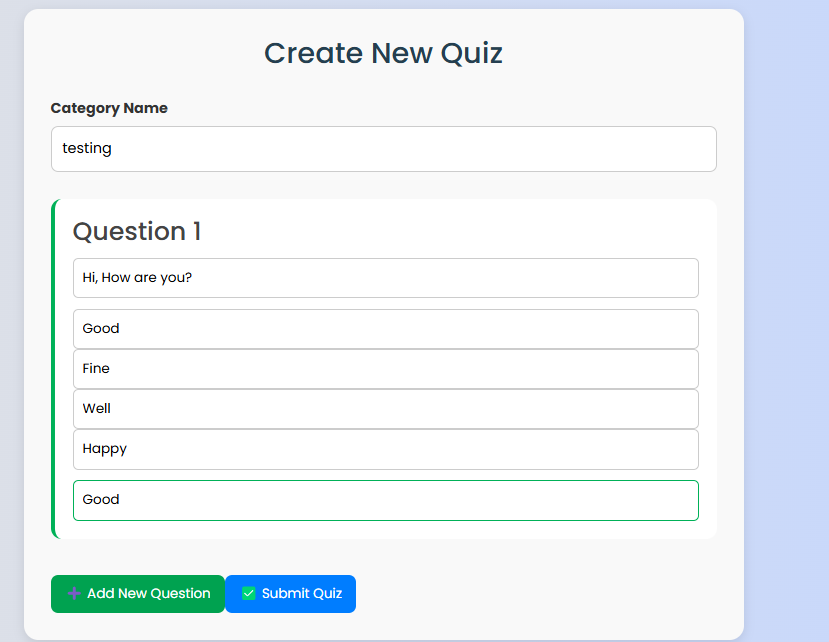 Create New Quiz
Category Name
testing
Question 1
Hi, How are you?
Good
Fine
Well
Happy
Good
➕ Add New Question
✅ Submit Quiz